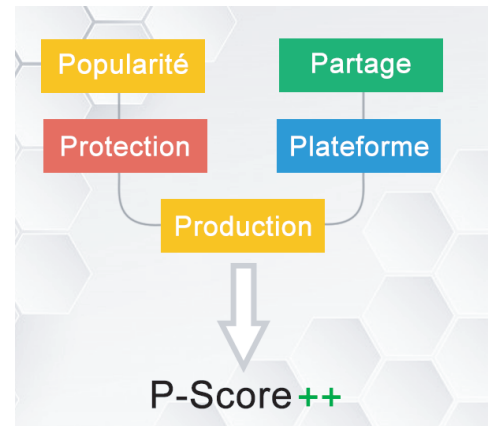 Popularité
Partage
Protection
Plateforme
Production
P-Score ++